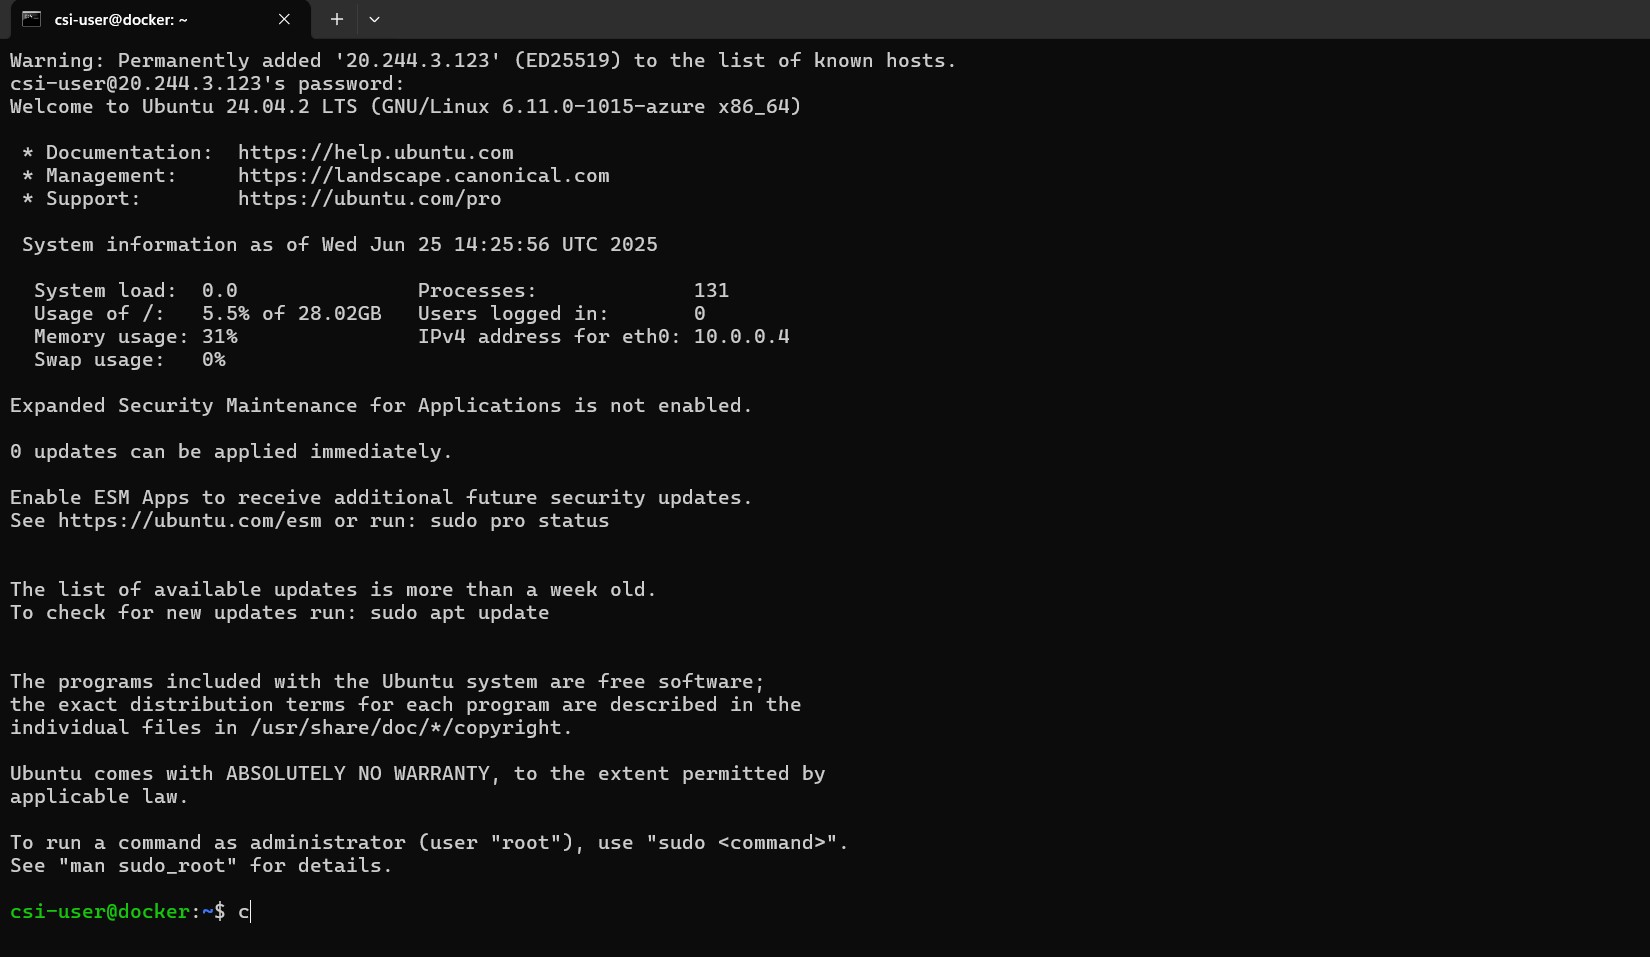 csi-user@docker: ~
Warning: Permanently added '20.244.3.123' (ED25519) to the list of known hosts.
csi-user@20.244.3.123's password:
Welcome to Ubuntu 24.04.2 LTS (GNU/Linux 6.11.0-1015-azure x86_64)
* Documentation:  https://help.ubuntu.com
* Management:     https://landscape.canonical.com
* Support:        https://ubuntu.com/pro
System information as of Wed Jun 25 14:25:56 UTC 2025
System load:  0.0               Processes:             131
Usage of /:   5.5% of 28.02GB   Users logged in:       0
Memory usage: 31%               IPv4 address for eth0: 10.0.0.4
Swap usage:   0%
Expanded Security Maintenance for Applications is not enabled.
0 updates can be applied immediately.
Enable ESM Apps to receive additional future security updates.
See https://ubuntu.com/esm or run: sudo pro status
The list of available updates is more than a week old.
To check for new updates run: sudo apt update
The programs included with the Ubuntu system are free software;
the exact distribution terms for each program are described in the
individual files in /usr/share/doc/*/copyright.
Ubuntu comes with ABSOLUTELY NO WARRANTY, to the extent permitted by
applicable law.
To run a command as administrator (user "root"), use "sudo <command>".
See "man sudo_root" for details.
csi-user@docker:~$ c